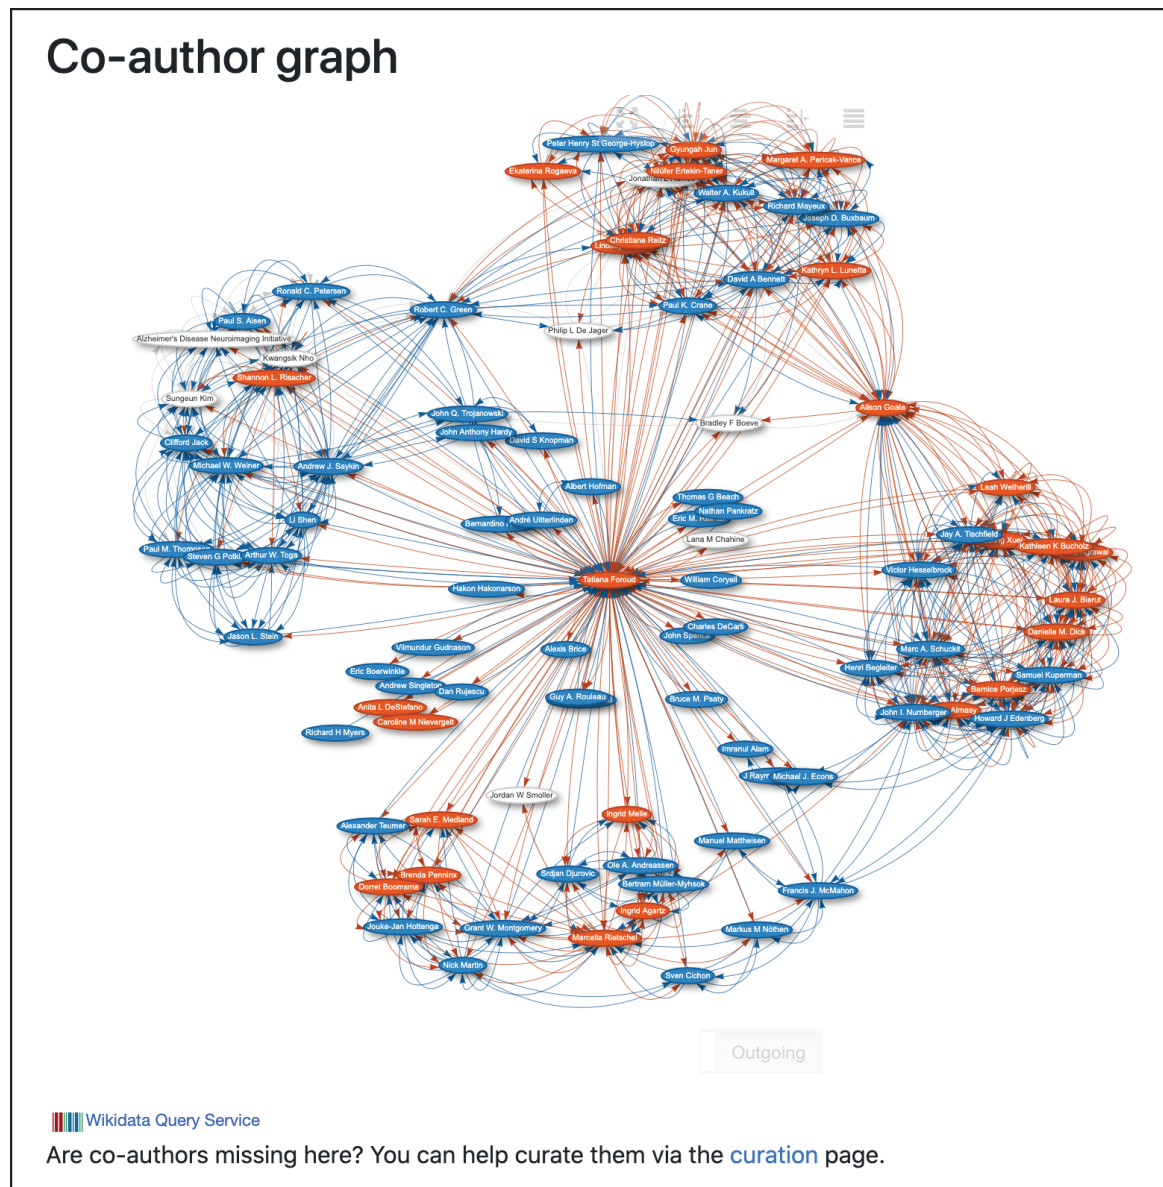 Co-author graph
Peter Henry St George-Hyslop
Gyungah Jun
Margaret A. Pericak-Vance
Ekaterina Rogaeva
Nilüfer Ertekin-Taner
Walter A. Kukull
Richard Mayeux
Joseph D. Buxbaum
Christiane Reitz
David A Bennett
Kathryn L. Lunetta
Ronald C. Petersen
Robert C. Green
Paul K. Crane
Paul S. Aisen
Philip L De Jager
Alzheimer's Disease Neuroimaging Initiative
Kwangsik Nho
Shannon L. Risacher
Sungeun Kim
John Q. Trojanowski
Alison Goate
Bradley F Boeve
John Anthony Hardy
David S Knopman
Clifford Jack
Michael W. Weiner
Andrew J. Saykin
Albert Hofman
Leah Wetherill
Thomas G Beach
Nathan Pankratz
Eric M.
Li Shen
Bernardino
André Uitterlinden
Lana M Chahine
Jay A. Tischfield
Kathleen K Bucholz
Paul M.
Steven G
Arthur W. Toga
Victor Hesselbrock
Tatiana Foroud
William Coryell
Hakon Hakonarson
Laura J. Bierut
Charles DeCarli
John
Danielle M. Dick
Jason L. Stein
Vilmundur Gudnason
Alexis Brice
Marc A. Schuckit
Henri Begleiter
Samuel Kuperman
Eric Boerwinkle
Andrew Singleton
Dan Rujescu
Bernice Porjesz
Guy A. Rouleau
Bruce M. Psaty
Anita L DeStefano
Caroline M Nievergelt
John I. Nurnberger
Almasy
Howard J Edenberg
Richard H Myers
Imranul Alam
Michael J. Econs
Jordan W Smoller
Ingrid Melle
Alexander Teumer
Sarah E. Medland
Manuel Mattheisen
Ole A. Andreassen
Srdjan Djurovic
Brenda Penninx
Dorret Boomsma
Bertram Müller-Myhsok
Francis J. McMahon
Ingrid Agartz
Jouke-Jan Hottenga
Grant W. Montgomery
Marcella Rietschel
Markus M Nöthen
Nick Martin
Sven Cichon
Outgoing
Wikidata Query Service
Are co-authors missing here? You can help curate them via the curation page.